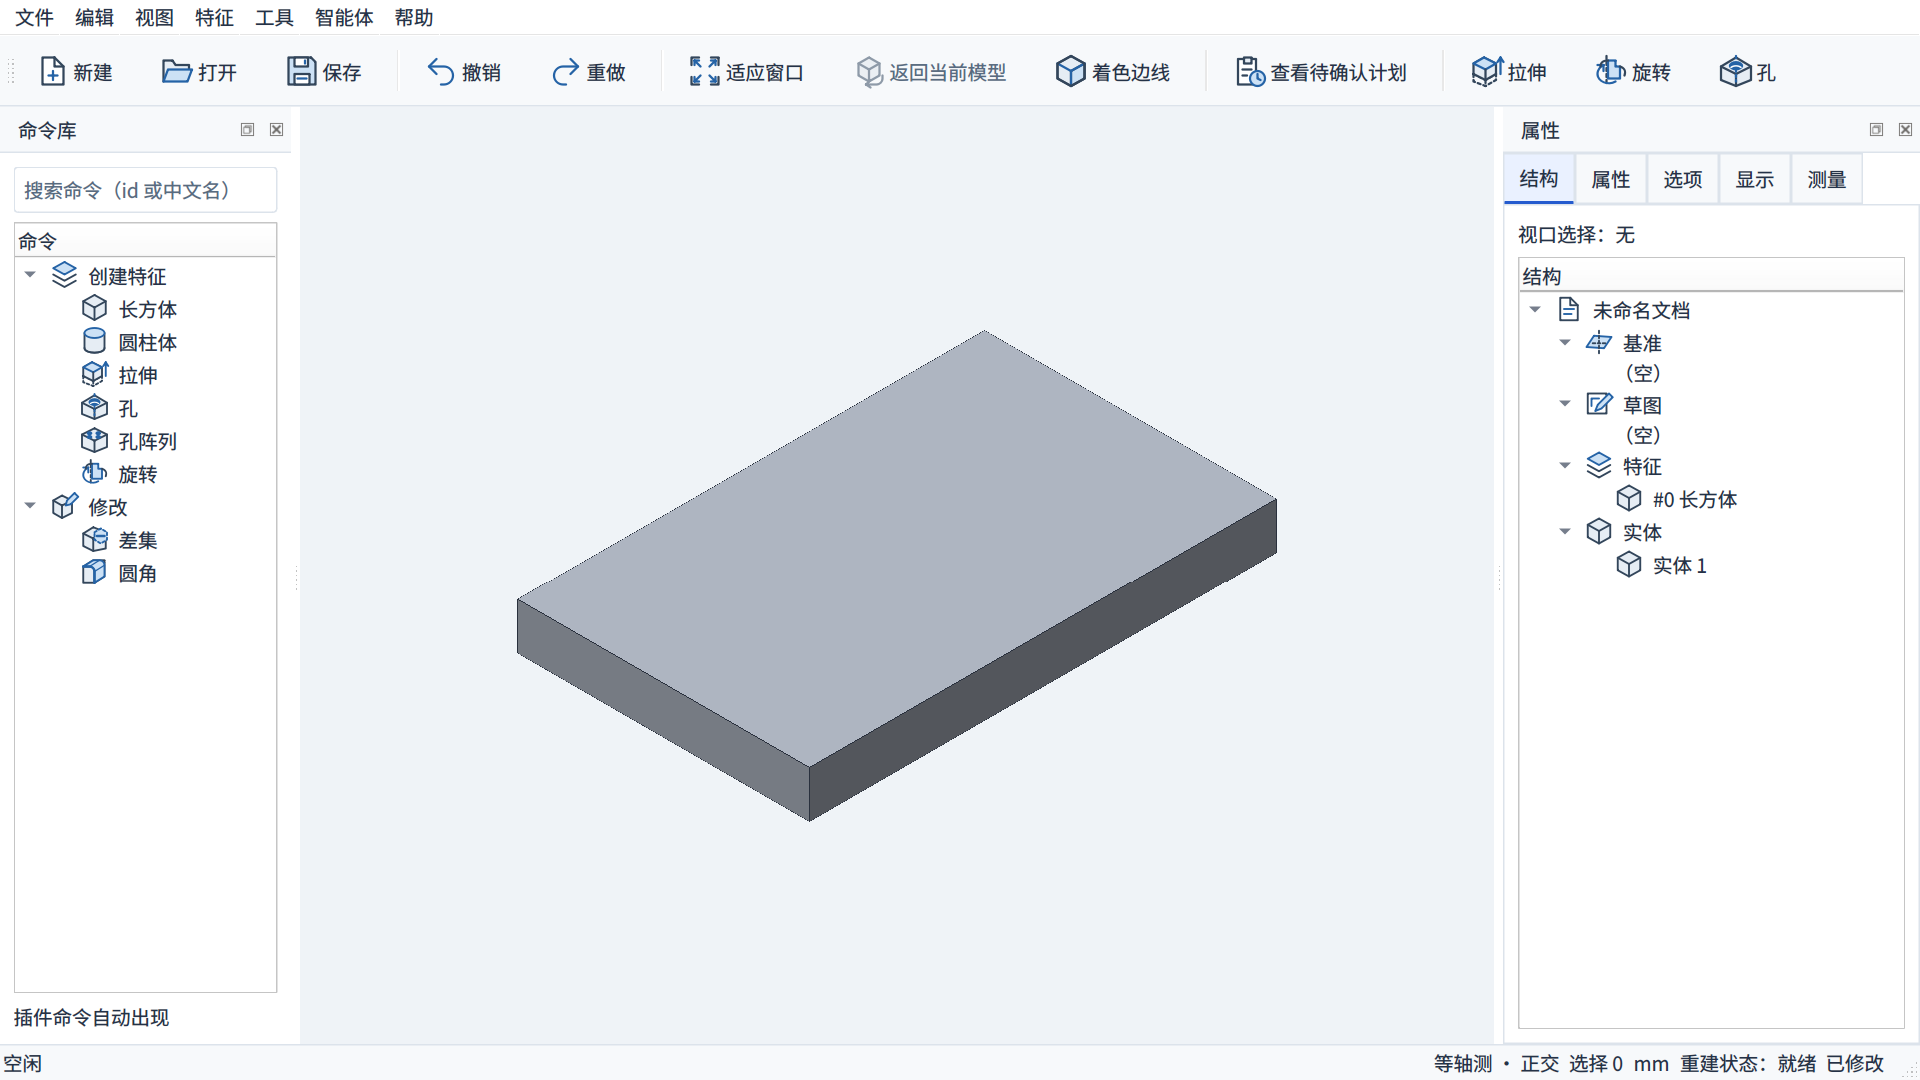 文件 编辑 视图 特征 工具 智能体 帮助
新建 打开 保存 撤销 重做 适应窗口 返回当前模型 着色边线 查看待确认计划 拉伸 旋转 孔
命令库
搜索命令（id 或中文名）
命令
创建特征
长方体
圆柱体
拉伸
孔
孔阵列
旋转
修改
差集
圆角
插件命令自动出现
属性
结构 属性 选项 显示 测量
视口选择：无
结构
未命名文档
基准
（空）
草图
（空）
特征
#0 长方体
实体
实体 1
空闲
等轴测 · 正交 选择 0 mm 重建状态：就绪 已修改